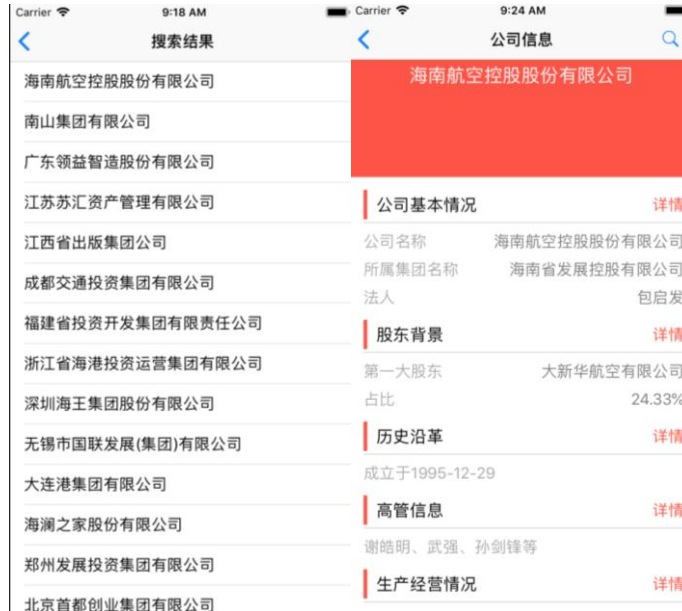 Carrier 9:18 AM
搜索结果
海南航空控股股份有限公司
南山集团有限公司
广东领益智造股份有限公司
江苏苏汇资产管理有限公司
江西省出版集团公司
成都交通投资集团有限公司
福建省投资开发集团有限责任公司
浙江省海港投资运营集团有限公司
深圳海王集团股份有限公司
无锡市国联发展(集团)有限公司
大连港集团有限公司
海澜之家股份有限公司
郑州发展投资集团有限公司
北京首都创业集团有限公司
Carrier 9:24 AM
公司信息
海南航空控股股份有限公司
公司基本情况 详情
公司名称 海南航空控股股份有限公司
所属集团名称 海南省发展控股有限公司
法人 包启发
股东背景 详情
第一大股东 大新华航空有限公司
占比 24.33%
历史沿革 详情
成立于1995-12-29
高管信息 详情
谢皓明、武强、孙剑锋等
生产经营情况 详情